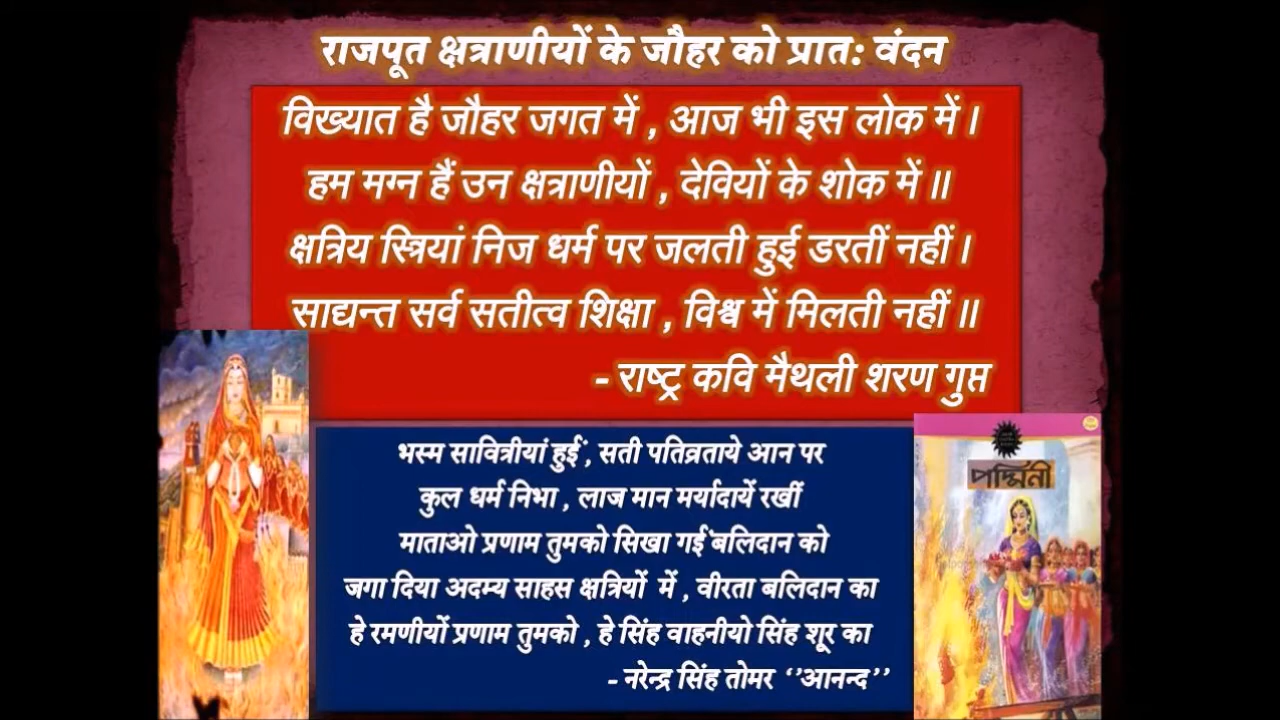 राजपूत क्षत्राणीयों के जौहर को प्रात: वंदन
विख्यात है जौहर जगत में , आज भी इस लोक में ।
हम मग्न हैं उन क्षत्राणीयों , देवियों के शोक में ॥
क्षत्रिय स्त्रियां निज धर्म पर जलती हुई डरतीं नहीं ।
साद्यन्त सर्व सतीत्व शिक्षा , विश्व में मिलती नहीं ॥
- राष्ट्र कवि मैथली शरण गुप्त
भस्म सावित्रीयां हुईं , सती पतिव्रताये आन पर
कुल धर्म निभा , लाज मान मर्यादायें रखीं
माताओ प्रणाम तुमको सिखा गईं बलिदान को
जगा दिया अदम्य साहस क्षत्रियों में , वीरता बलिदान का
हे रमणीयों प्रणाम तुमको , हे सिंह वाहनीयो सिंह शूर का
- नरेन्द्र सिंह तोमर ‘’आनन्द’’
पद्मिनी